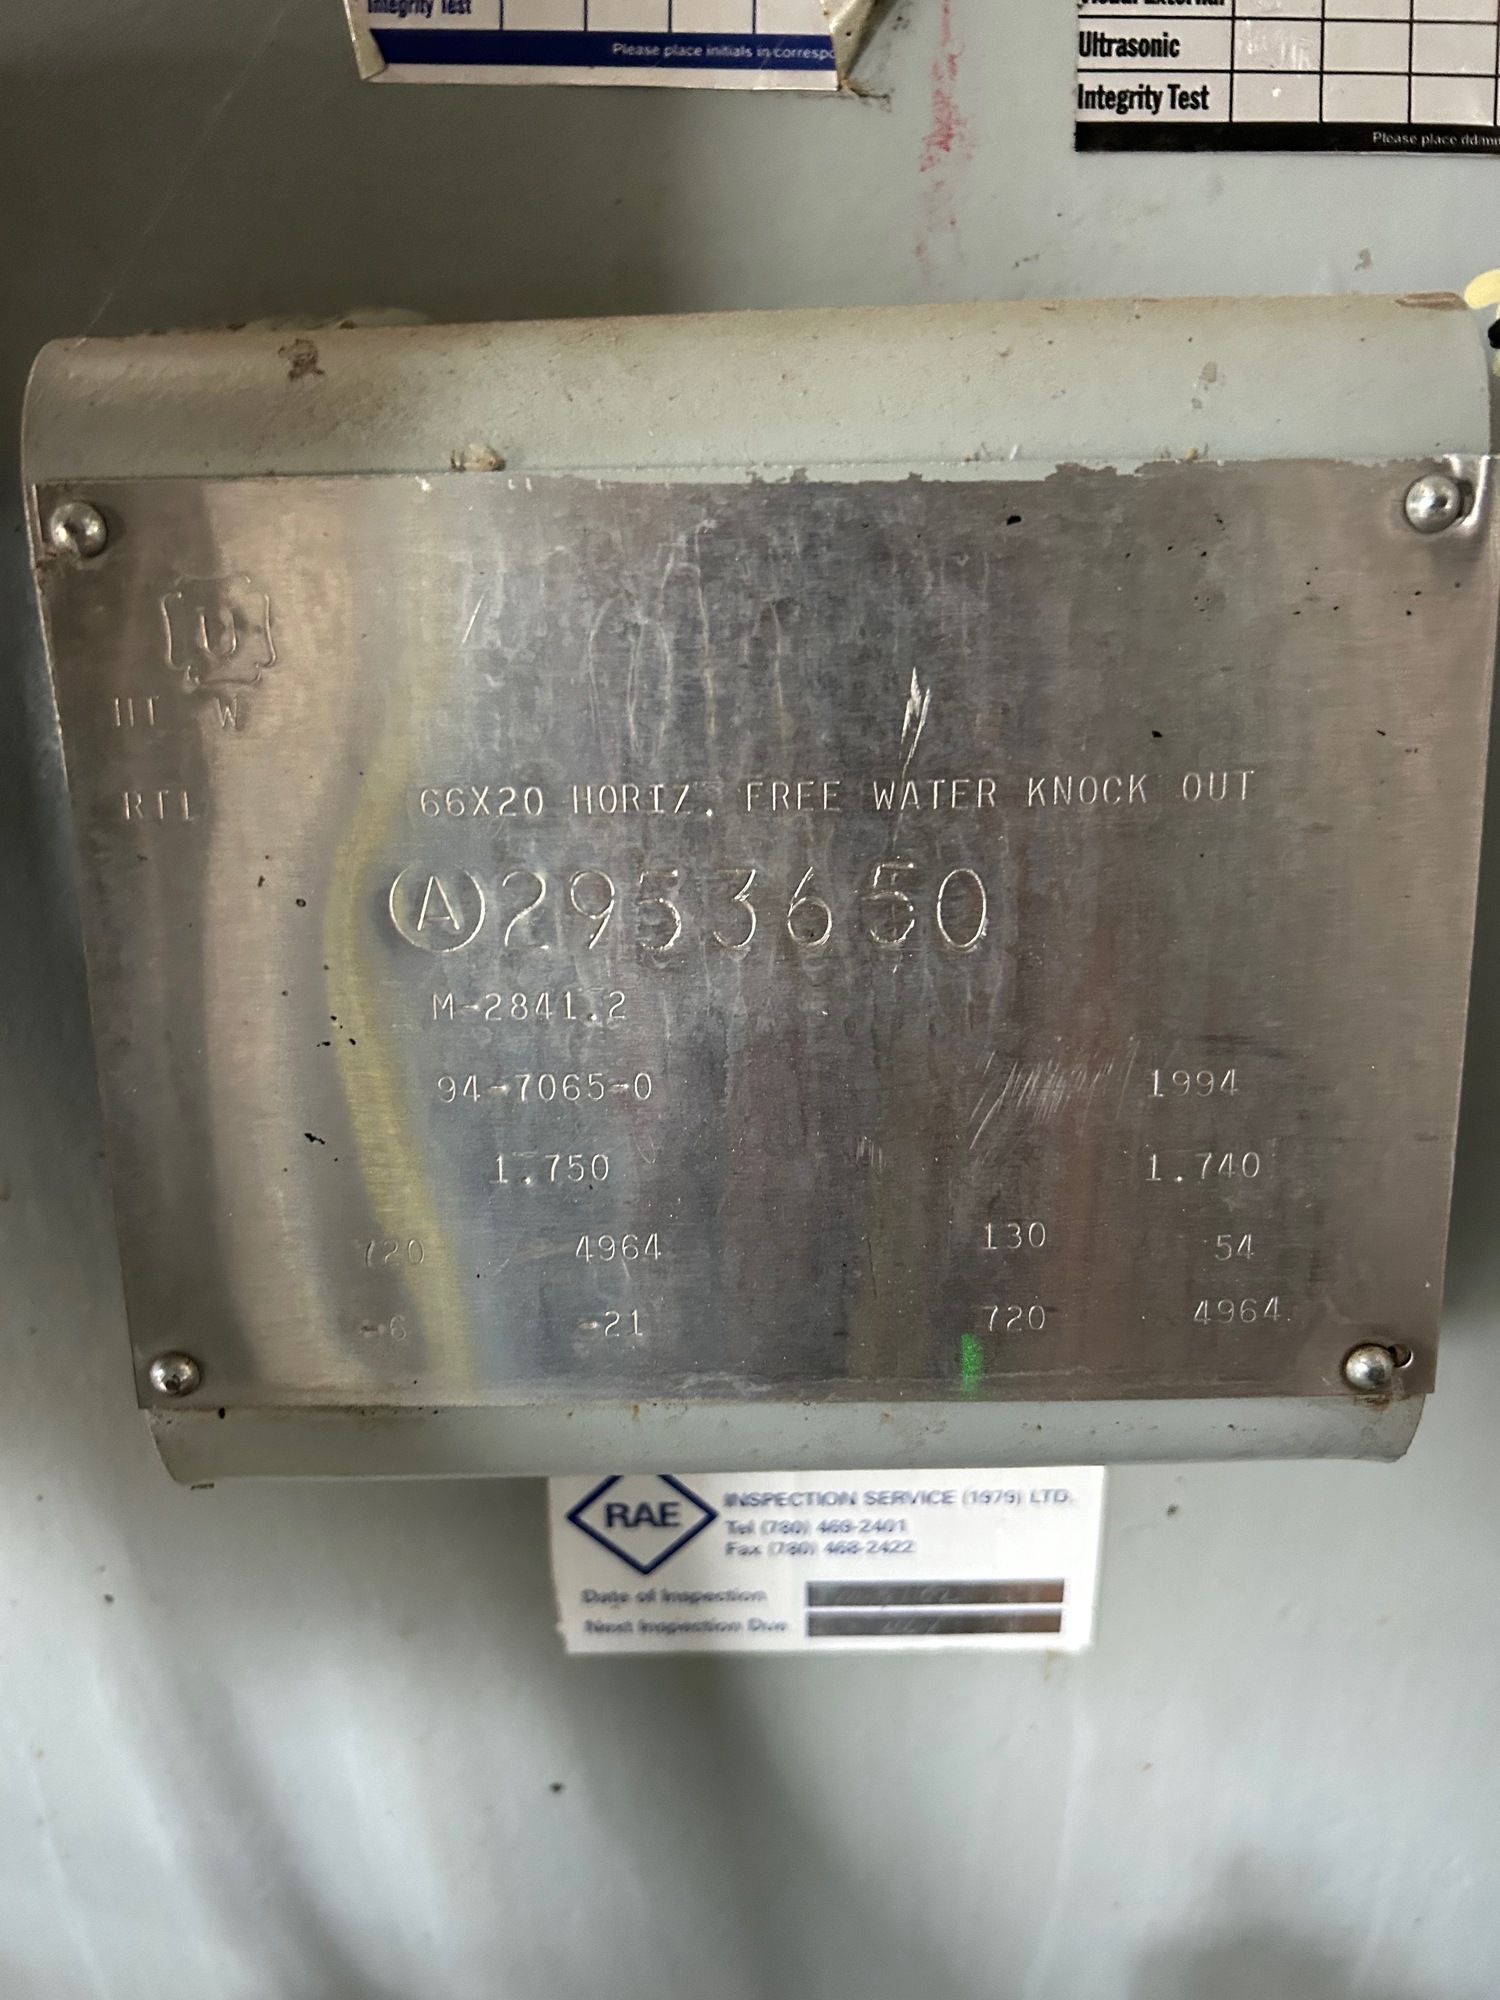 Integrity Test
Please place initials in correspo
Ultrasonic
Integrity Test
Please place dd/mm
U
HT W
RT1 66X20 HORIZ. FREE WATER KNOCK OUT
(A)2953650
M-2841.2
94-7065-0 1994
1.750 1.740
720 4964 130 54
-6 -21 720 4964
RAE INSPECTION SERVICE (1979) LTD.
Tel (780) 469-2401
Fax (780) 468-2422
Date of Inspection
Next Inspection Due